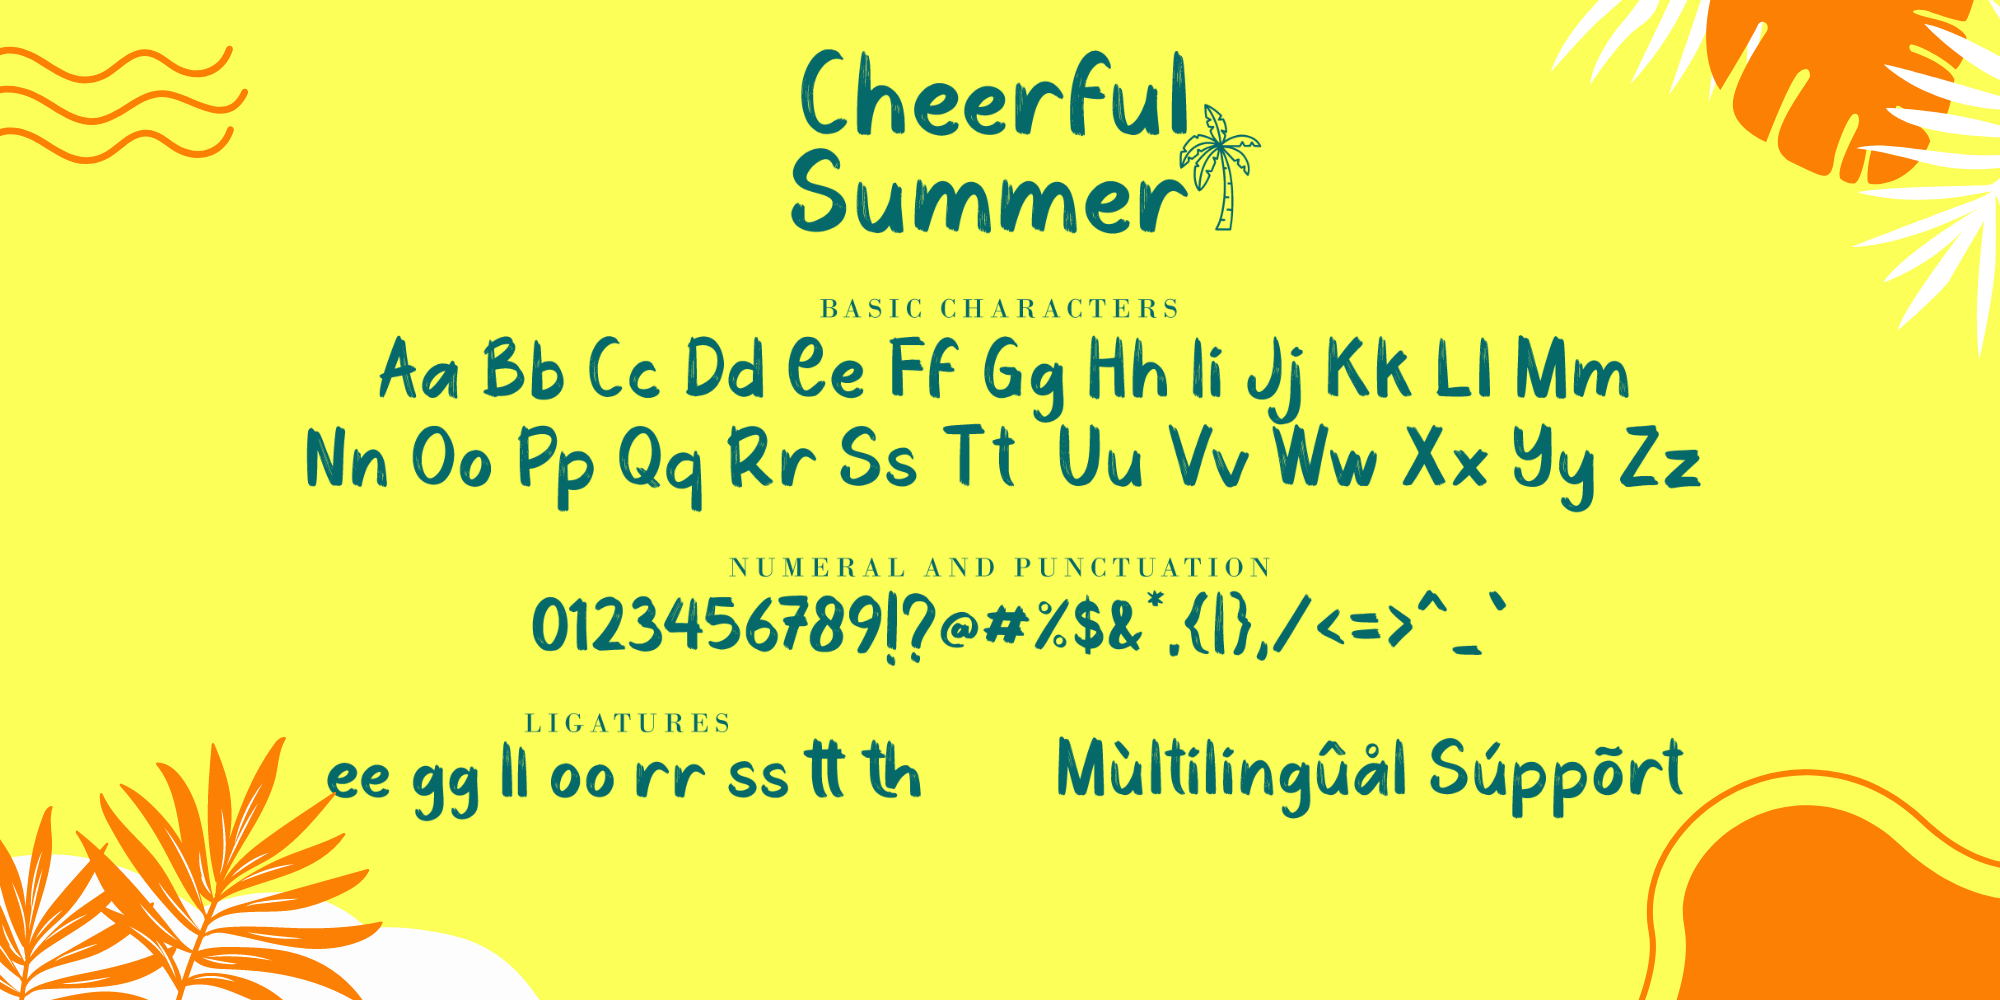 Cheerful
Summer
BASIC CHARACTERS
Aa Bb Cc Dd Ee Ff Gg Hh Ii Jj Kk Ll Mm
Nn Oo Pp Qq Rr Ss Tt Uu Vv Ww Xx Yy Zz
NUMERAL AND PUNCTUATION
0123456789!?@#%$&*.{|},/<=>^_`
LIGATURES
ee gg ll oo rr ss tt th
Mùltilingûål Súppõrt